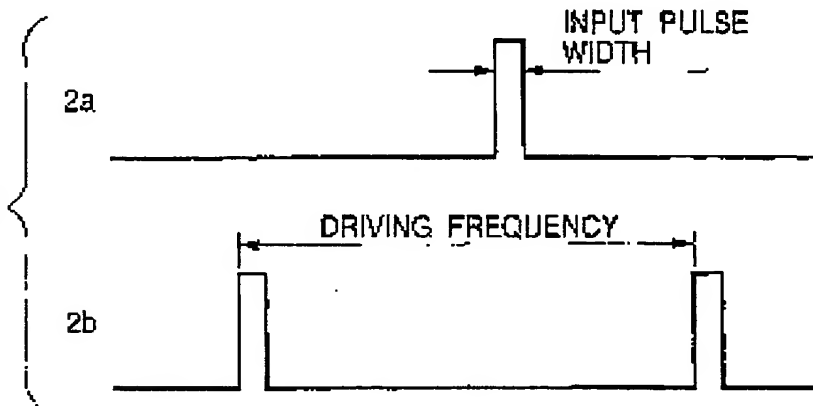 INPUT PULSE
WIDTH
2a
DRIVING FREQUENCY
2b